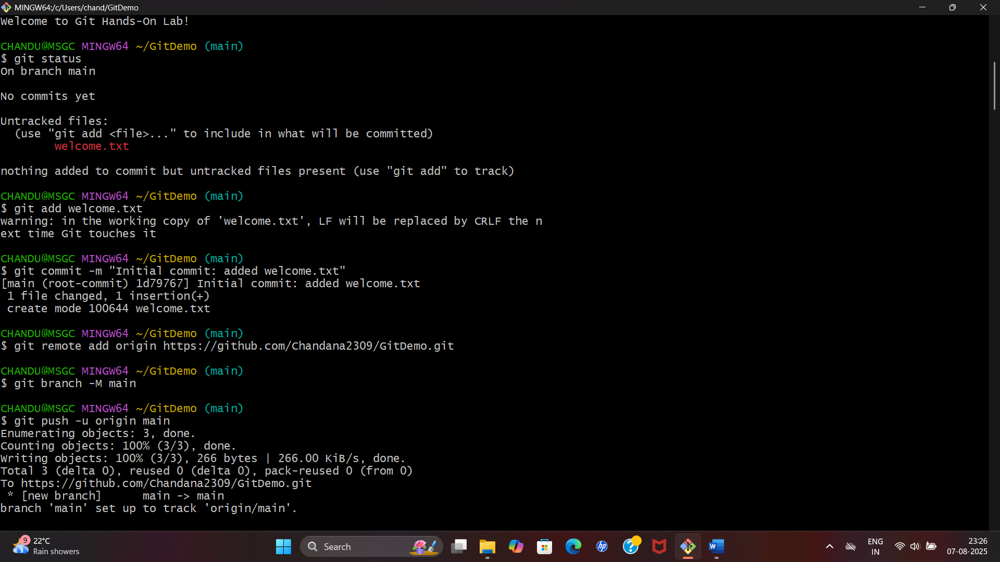 MINGW64:/c/Users/chand/GitDemo
Welcome to Git Hands-On Lab!
CHANDU@MSGC MINGW64 ~/GitDemo (main)
$ git status
On branch main
No commits yet
Untracked files:
  (use "git add <file>..." to include in what will be committed)
        welcome.txt
nothing added to commit but untracked files present (use "git add" to track)
CHANDU@MSGC MINGW64 ~/GitDemo (main)
$ git add welcome.txt
warning: in the working copy of 'welcome.txt', LF will be replaced by CRLF the n
ext time Git touches it
CHANDU@MSGC MINGW64 ~/GitDemo (main)
$ git commit -m "Initial commit: added welcome.txt"
[main (root-commit) 1d79767] Initial commit: added welcome.txt
 1 file changed, 1 insertion(+)
 create mode 100644 welcome.txt
CHANDU@MSGC MINGW64 ~/GitDemo (main)
$ git remote add origin https://github.com/Chandana2309/GitDemo.git
CHANDU@MSGC MINGW64 ~/GitDemo (main)
$ git branch -M main
CHANDU@MSGC MINGW64 ~/GitDemo (main)
$ git push -u origin main
Enumerating objects: 3, done.
Counting objects: 100% (3/3), done.
Writing objects: 100% (3/3), 266 bytes | 266.00 KiB/s, done.
Total 3 (delta 0), reused 0 (delta 0), pack-reused 0 (from 0)
To https://github.com/Chandana2309/GitDemo.git
 * [new branch]      main -> main
branch 'main' set up to track 'origin/main'.
9
22°C
Rain showers
Search
hp
?
W
ENG
IN
23:26
07-08-2025